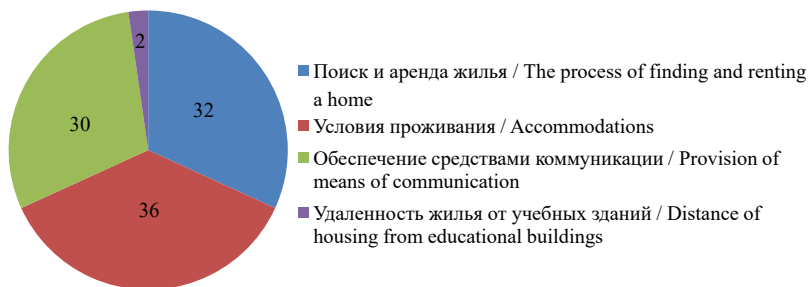 2
32
30
36
Поиск и аренда жилья / The process of finding and renting
a home
Условия проживания / Accommodations
Обеспечение средствами коммуникации / Provision of
means of communication
Удаленность жилья от учебных зданий / Distance of
housing from educational buildings